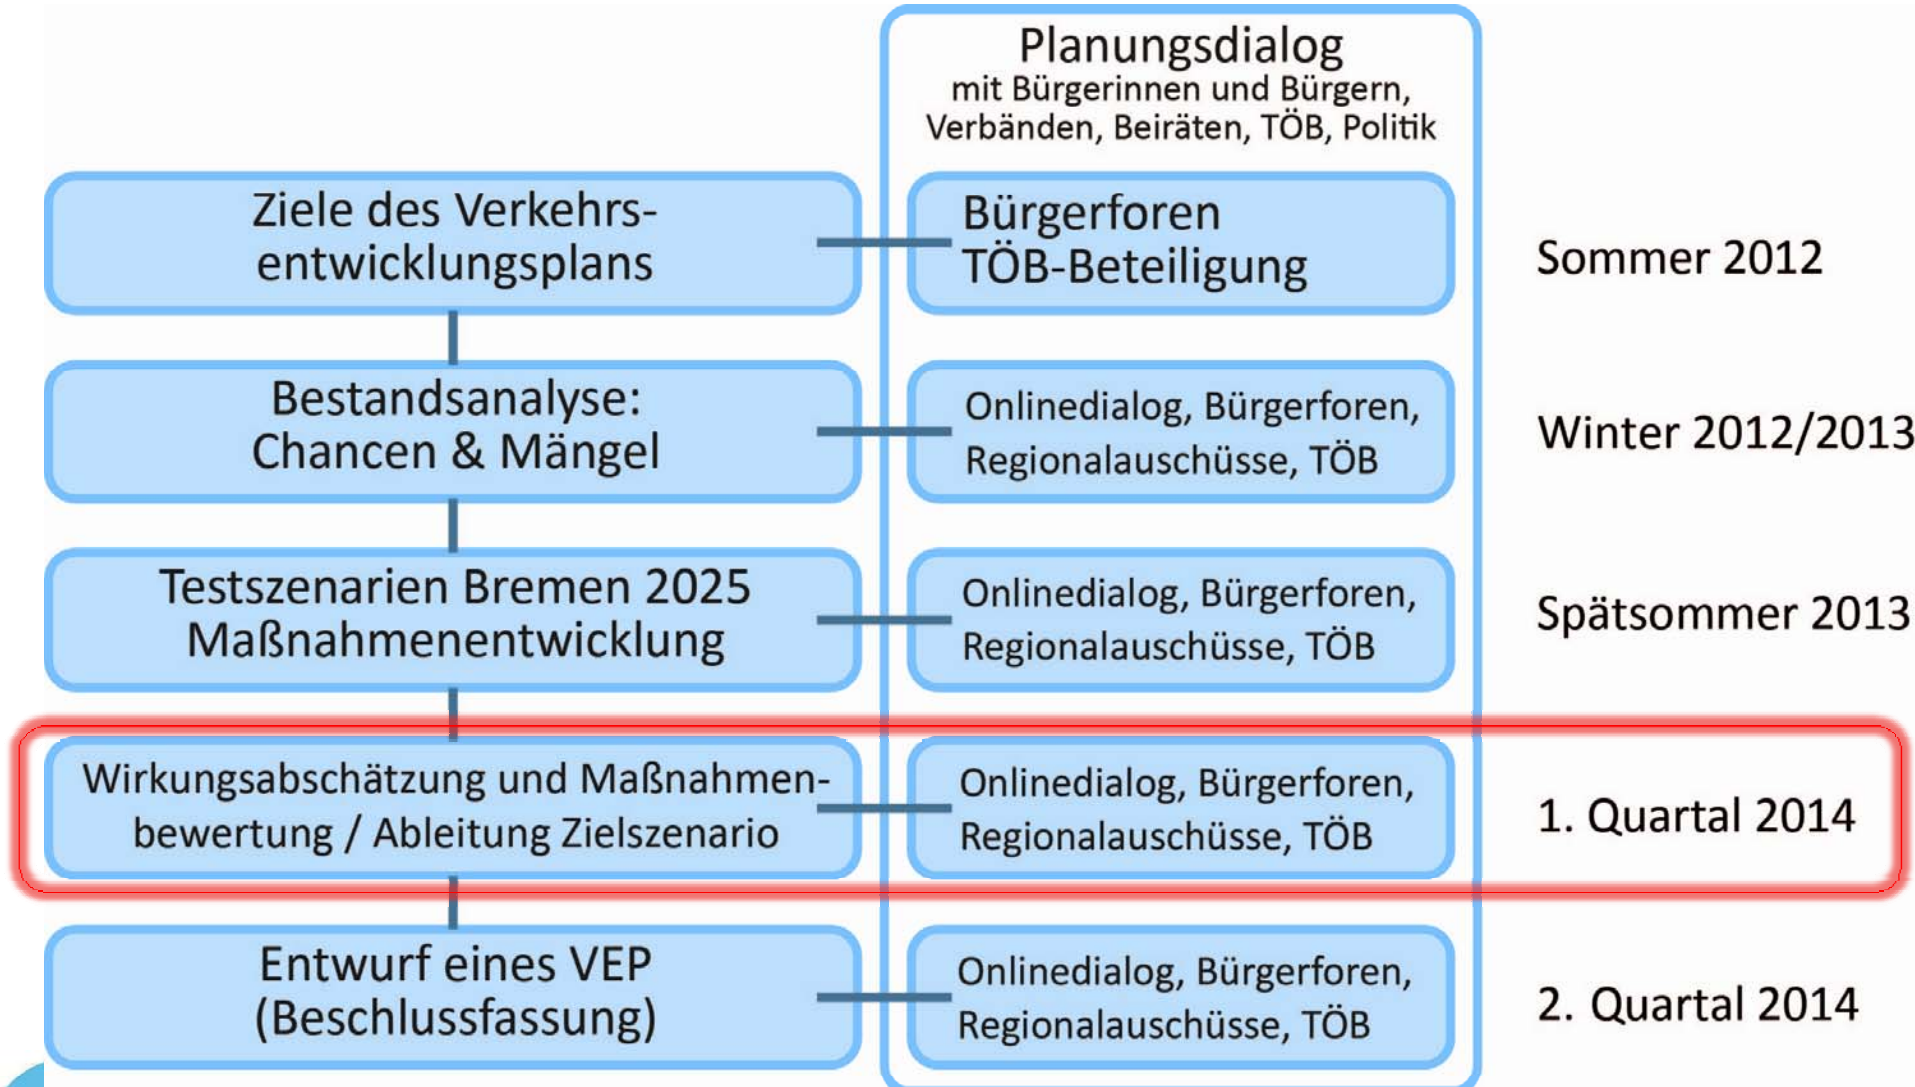 Planungsdialog
mit Bürgerinnen und Bürgern,
Verbänden, Beiräten, TÖB, Politik
Ziele des Verkehrs-
entwicklungsplans
Bürgerforen
TÖB-Beteiligung
Sommer 2012
Bestandsanalyse:
Chancen & Mängel
Onlinedialog, Bürgerforen,
Regionalauschüsse, TÖB
Winter 2012/2013
Testszenarien Bremen 2025
Maßnahmenentwicklung
Onlinedialog, Bürgerforen,
Regionalauschüsse, TÖB
Spätsommer 2013
Wirkungsabschätzung und Maßnahmen-
bewertung / Ableitung Zielszenario
Onlinedialog, Bürgerforen,
Regionalauschüsse, TÖB
1. Quartal 2014
Entwurf eines VEP
(Beschlussfassung)
Onlinedialog, Bürgerforen,
Regionalauschüsse, TÖB
2. Quartal 2014